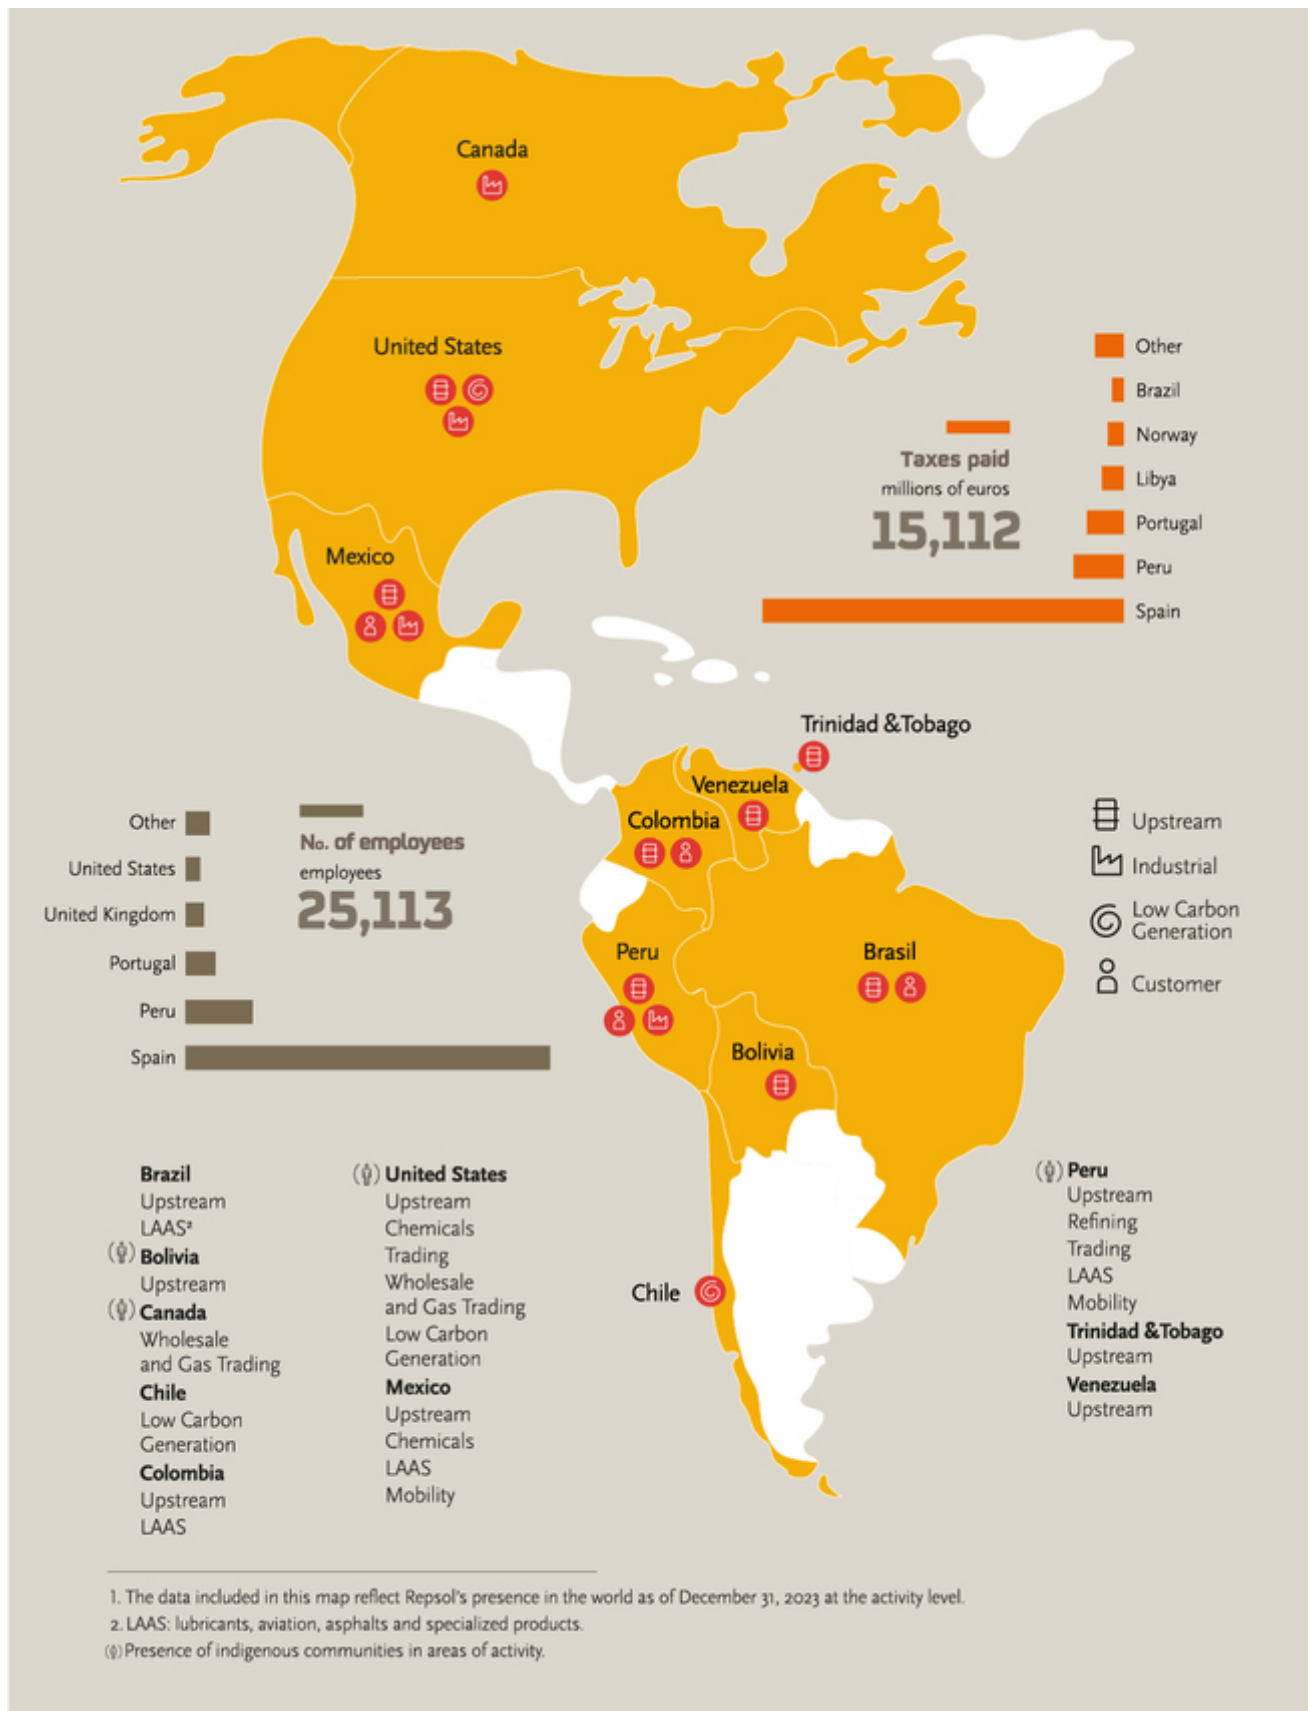 Canada
United States
Mexico
Other
Brazil
Norway
Libya
Portugal
Peru
Spain
Taxes paid
millions of euros
15,112
Trinidad &Tobago
Venezuela
Colombia
Peru
Brasil
Bolivia
Chile
Other
United States
United Kingdom
Portugal
Peru
Spain
No. of employees
employees
25,113
Upstream
Industrial
Low Carbon
Generation
Customer
Brazil
Upstream
LAAS²
Bolivia
Upstream
Canada
Wholesale
and Gas Trading
Chile
Low Carbon
Generation
Colombia
Upstream
LAAS
United States
Upstream
Chemicals
Trading
Wholesale
and Gas Trading
Low Carbon
Generation
Mexico
Upstream
Chemicals
LAAS
Mobility
Peru
Upstream
Refining
Trading
LAAS
Mobility
Trinidad &Tobago
Upstream
Venezuela
Upstream
1. The data included in this map reflect Repsol's presence in the world as of December 31, 2023 at the activity level.
2. LAAS: lubricants, aviation, asphalts and specialized products.
Presence of indigenous communities in areas of activity.